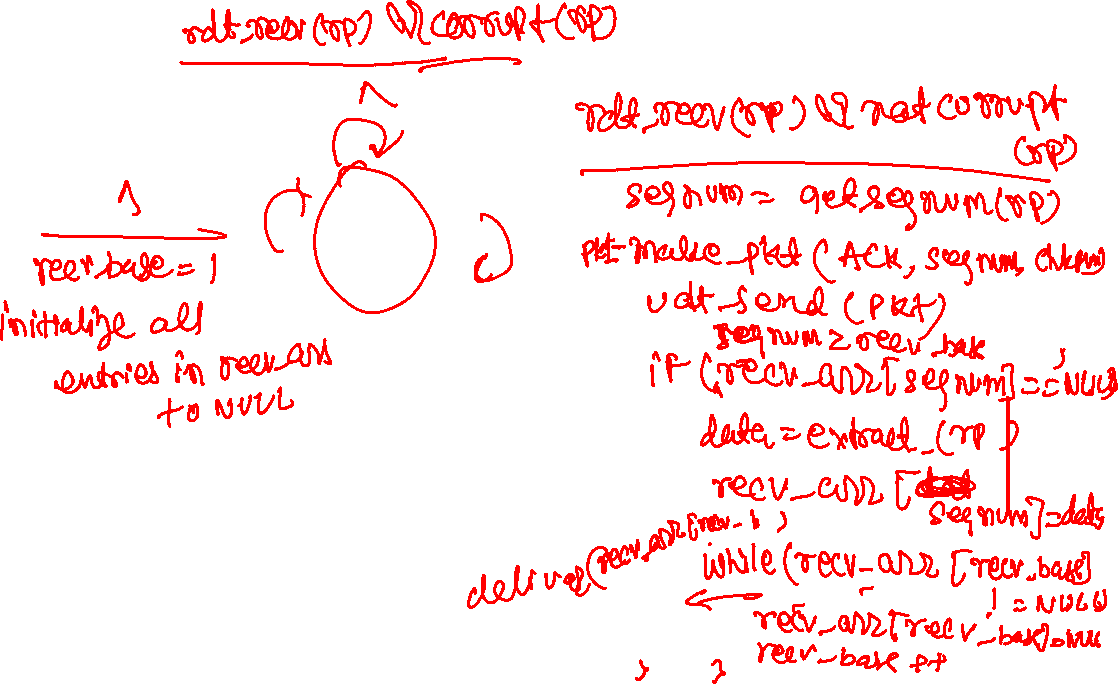 rdt_recv(rp) && corrupt(rp)
Λ
Λ
recv_base = 1
initialize all
entries in recv_arr
to NULL
rdt_recv(rp) && not corrupt
(rp)
seqnum = getseqnum(rp)
pkt = make_pkt(ACK, seqnum, chksum)
udt_send(pkt)
seqnum ≥ recv_base
if (recv_arr[seqnum] == NULL)
data = extract_(rp)
recv_arr[
seqnum] = data
while (recv_arr[recv_base]
!= NULL)
deliver(recv_arr[recv_
recv_arr[recv_base] = NULL
recv_base ++
}
}